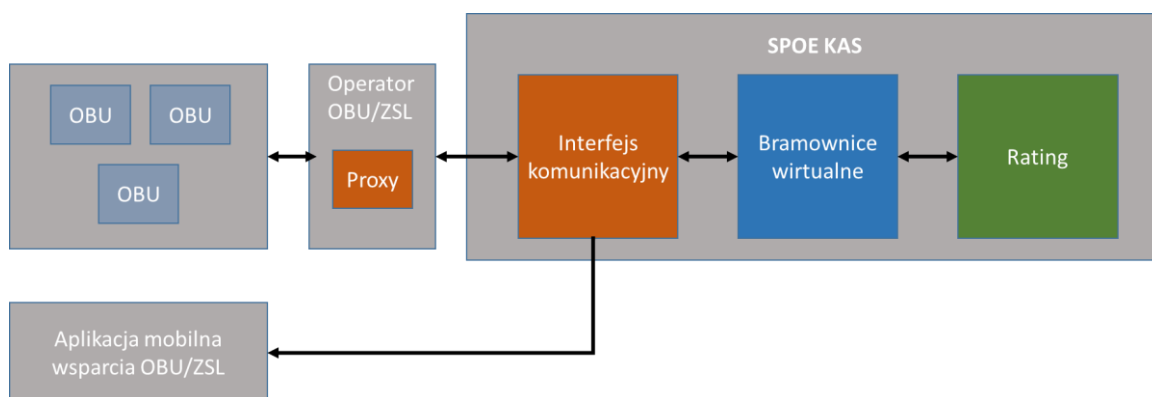 SPOE KAS
OBU
OBU
OBU
Operator
OBU/ZSL
Proxy
Interfejs
komunikacyjny
Bramownice
wirtualne
Rating
Aplikacja mobilna
wsparcia OBU/ZSL